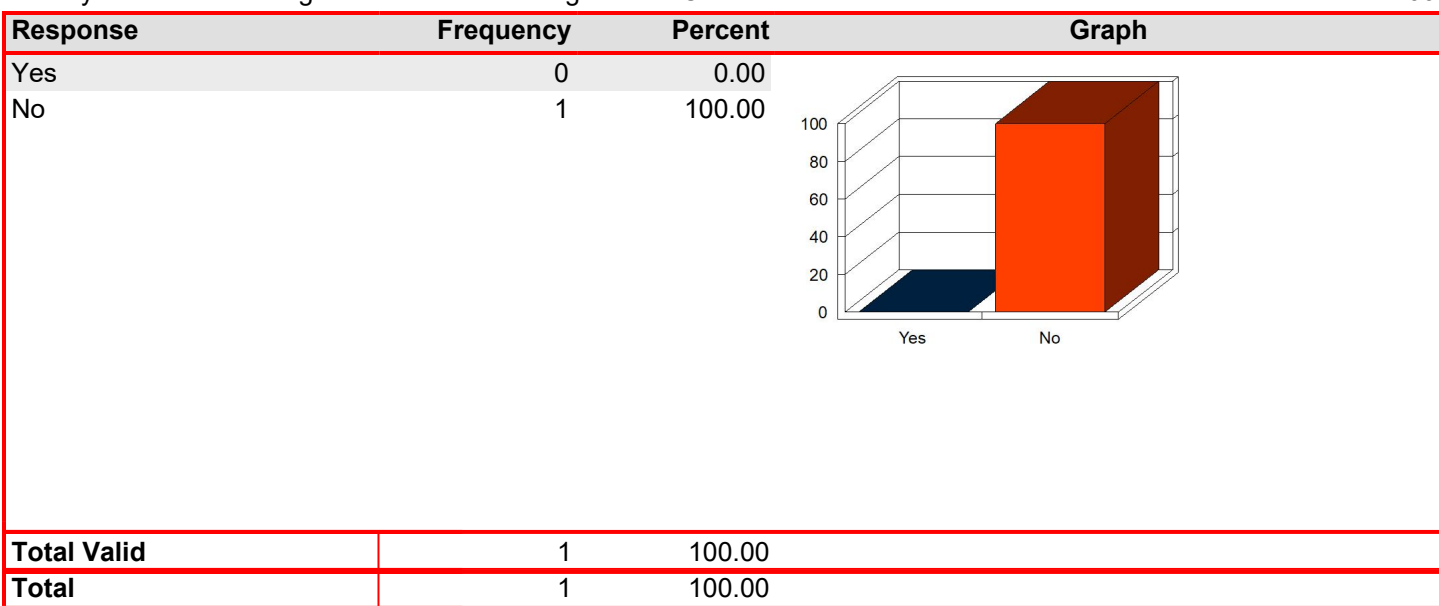 Response Frequency Percent Graph
Yes 0 0.00
No 1 100.00
100
80
60
40
20
0
Yes No
Total Valid 1 100.00
Total 1 100.00